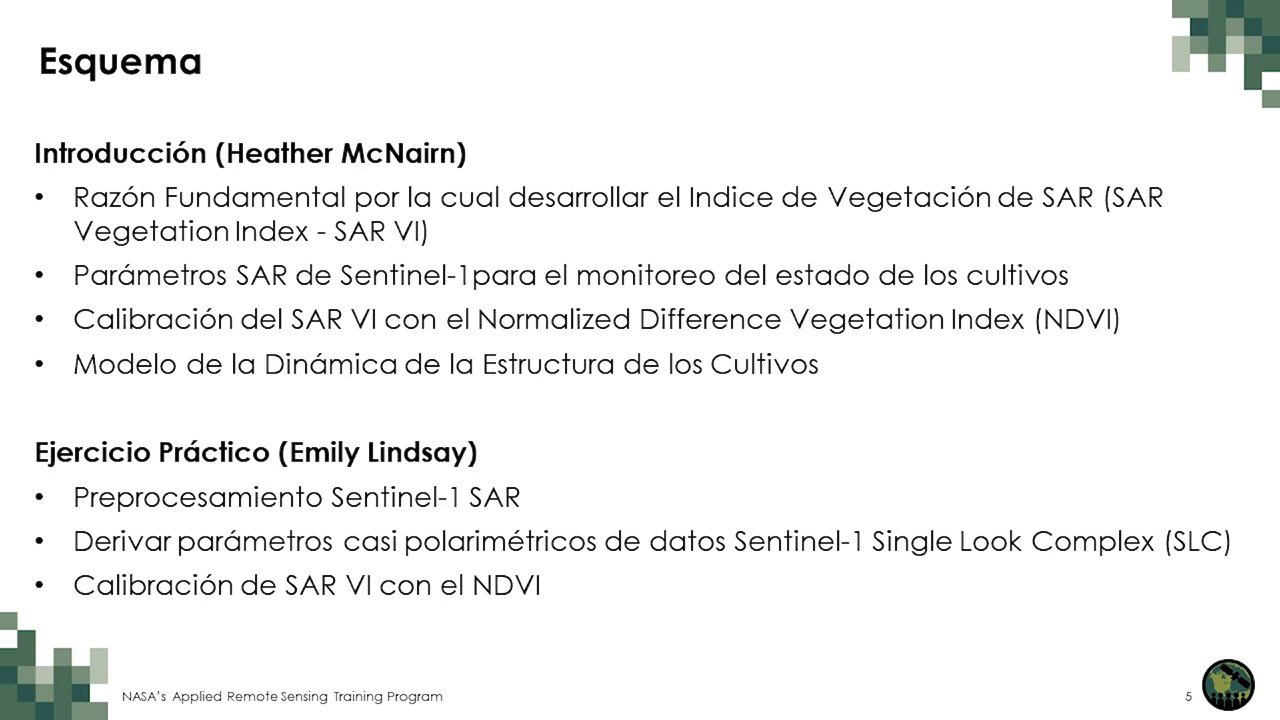 Esquema
Introducción (Heather McNairn)
• Razón Fundamental por la cual desarrollar el Indice de Vegetación de SAR (SAR
Vegetation Index - SAR VI)
• Parámetros SAR de Sentinel-1para el monitoreo del estado de los cultivos
• Calibración del SAR VI con el Normalized Difference Vegetation Index (NDVI)
• Modelo de la Dinámica de la Estructura de los Cultivos
Ejercicio Práctico (Emily Lindsay)
• Preprocesamiento Sentinel-1 SAR
• Derivar parámetros casi polarimétricos de datos Sentinel-1 Single Look Complex (SLC)
• Calibración de SAR VI con el NDVI
NASA's Applied Remote Sensing Training Program
5